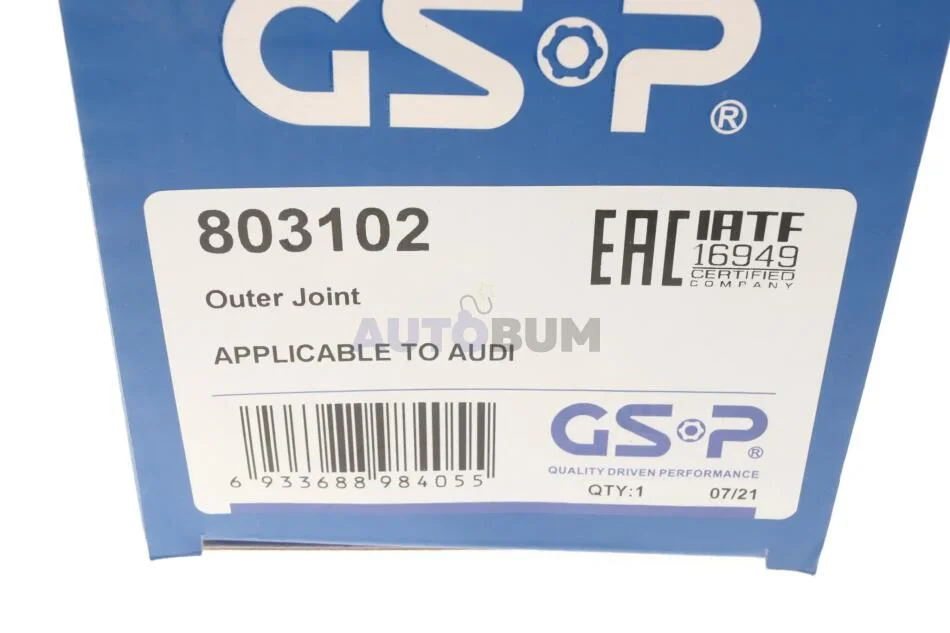 GSP®
803102
EAC
IATF
16949
CERTIFIED
COMPANY
Outer Joint
AUTOBUM
APPLICABLE TO AUDI
6 933688 984055
GSP®
QUALITY DRIVEN PERFORMANCE
QTY:1 07/21